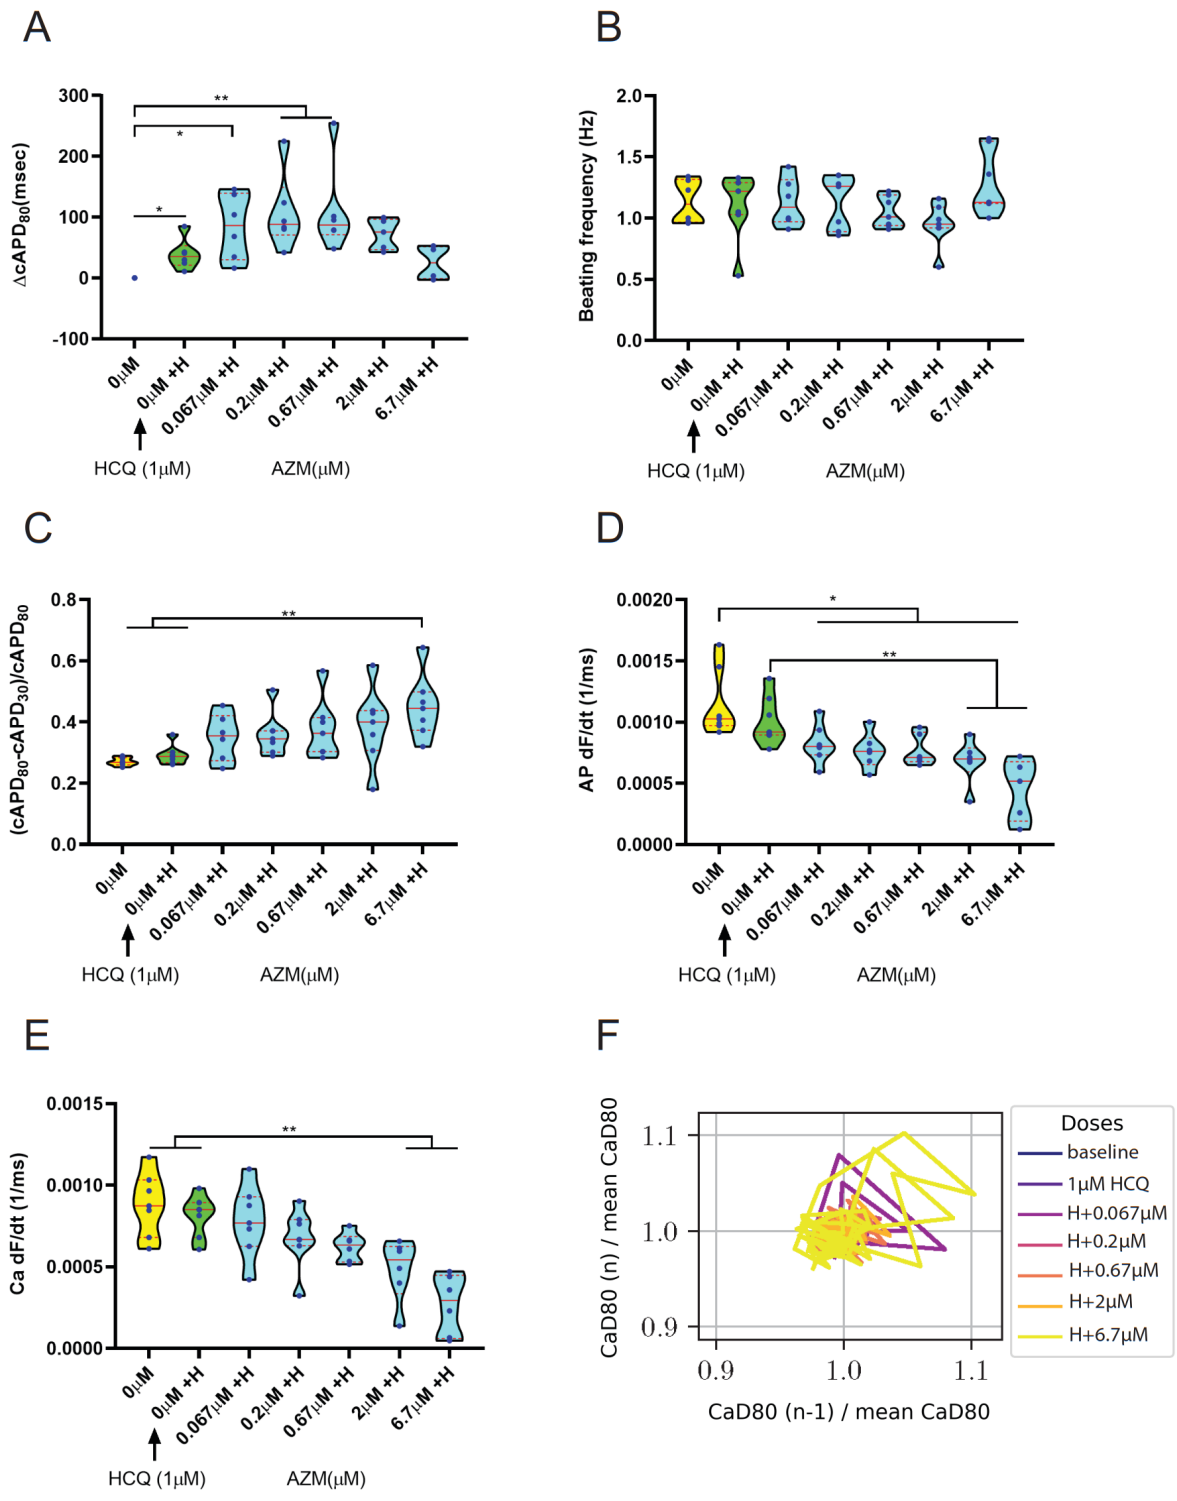 A
ΔcAPD80(msec)
300
200
100
0
-100
**
*
*
0μM
0μM +H
0.067μM +H
0.2μM +H
0.67μM +H
2μM +H
6.7μM +H
HCQ (1μM)
AZM(μM)
B
Beating frequency (Hz)
2.0
1.5
1.0
0.5
0.0
0μM
0μM +H
0.067μM +H
0.2μM +H
0.67μM +H
2μM +H
6.7μM +H
HCQ (1μM)
AZM(μM)
C
(cAPD80-cAPD30)/cAPD80
0.8
0.6
0.4
0.2
0.0
**
0μM
0μM +H
0.067μM +H
0.2μM +H
0.67μM +H
2μM +H
6.7μM +H
HCQ (1μM)
AZM(μM)
D
AP dF/dt (1/ms)
0.0020
0.0015
0.0010
0.0005
0.0000
*
**
0μM
0μM +H
0.067μM +H
0.2μM +H
0.67μM +H
2μM +H
6.7μM +H
HCQ (1μM)
AZM(μM)
E
Ca dF/dt (1/ms)
0.0015
0.0010
0.0005
0.0000
**
0μM
0μM +H
0.067μM +H
0.2μM +H
0.67μM +H
2μM +H
6.7μM +H
HCQ (1μM)
AZM(μM)
F
CaD80 (n) / mean CaD80
1.1
1.0
0.9
0.9
1.0
1.1
CaD80 (n-1) / mean CaD80
Doses
baseline
1μM HCQ
H+0.067μM
H+0.2μM
H+0.67μM
H+2μM
H+6.7μM